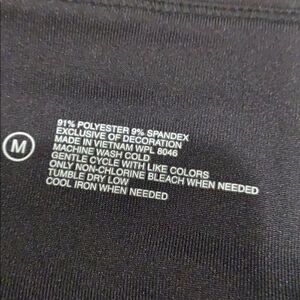 M
91% POLYESTER 9% SPANDEX
EXCLUSIVE OF DECORATION
MADE IN VIETNAM WPL 8046
MACHINE WASH COLD
GENTLE CYCLE WITH LIKE COLORS
ONLY NON-CHLORINE BLEACH WHEN NEEDED
TUMBLE DRY LOW
COOL IRON WHEN NEEDED